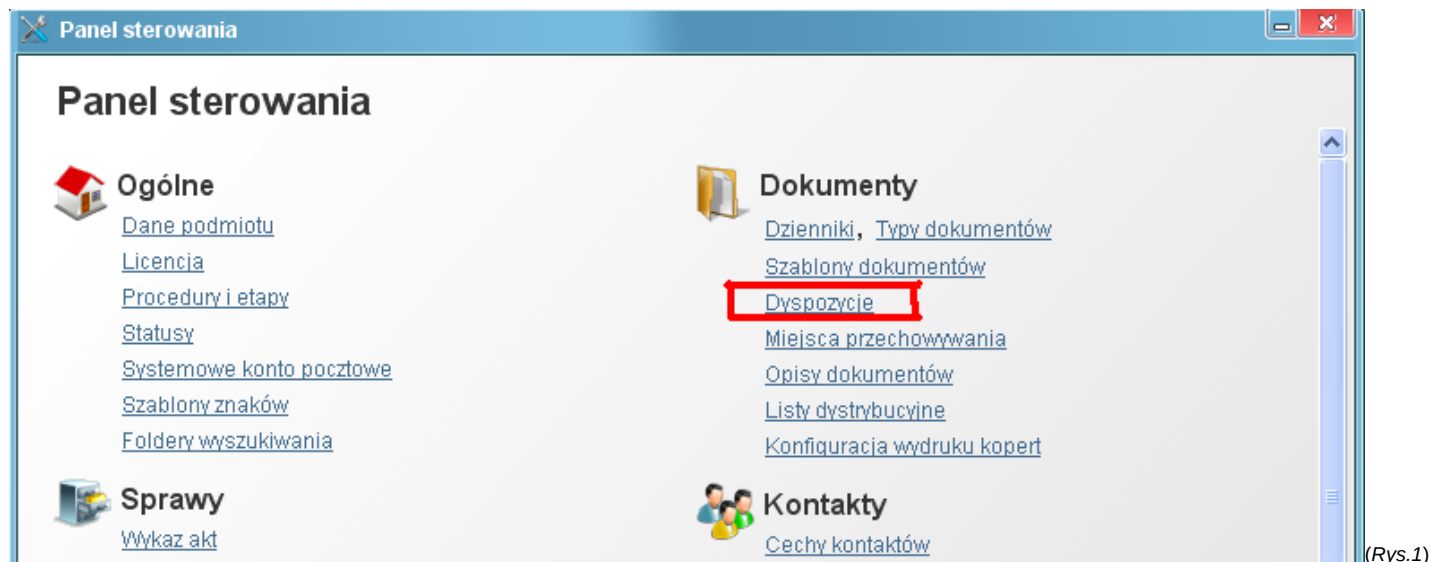 Panel sterowania
Panel sterowania
Ogólne
Dane podmiotu
Licencja
Procedury i etapy
Statusy
Systemowe konto pocztowe
Szablony znaków
Foldery wyszukiwania
Sprawy
Wykaz akt
Dokumenty
Dzienniki, Typy dokumentów
Szablony dokumentów
Dyspozycje
Miejsca przechowywania
Opisy dokumentów
Listy dystrybucyjne
Konfiguracja wydruku kopert
Kontakty
Cechy kontaktów
(Rys.1)